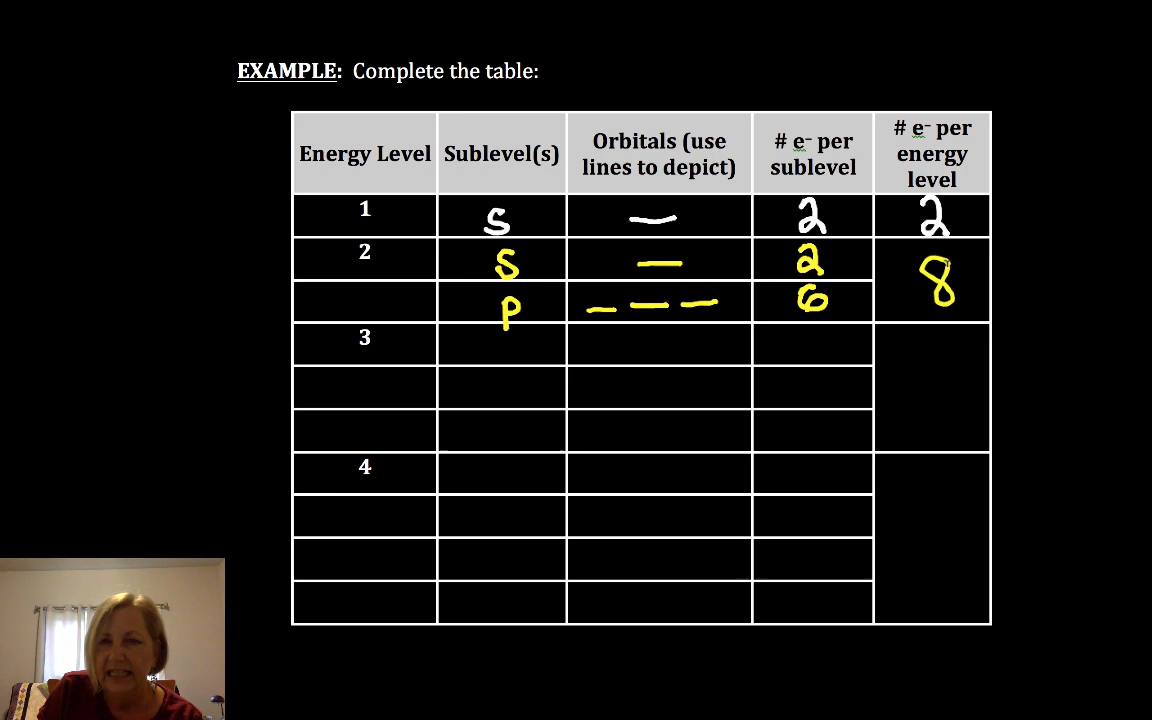 EXAMPLE: Complete the table:
Energy Level Sublevel(s) Orbitals (use lines to depict) # e⁻ per sublevel # e⁻ per energy level
1 s — 2 2
2 s — 2 8
p — — — 6
3
4